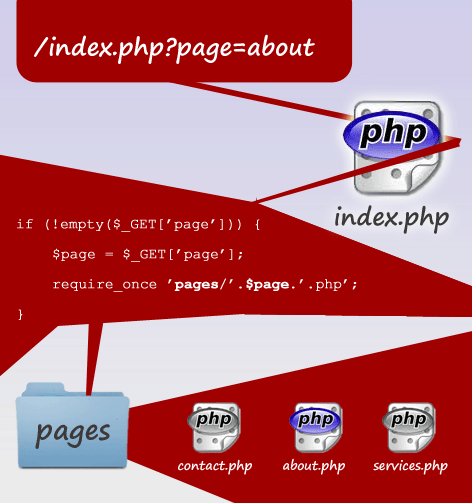 /index.php?page=about
php
index.php
if (!empty($_GET[’page’])) {
$page = $_GET[’page’];
require_once ’pages/’.$page.’.php’;
}
pages
php php php
contact.php about.php services.php